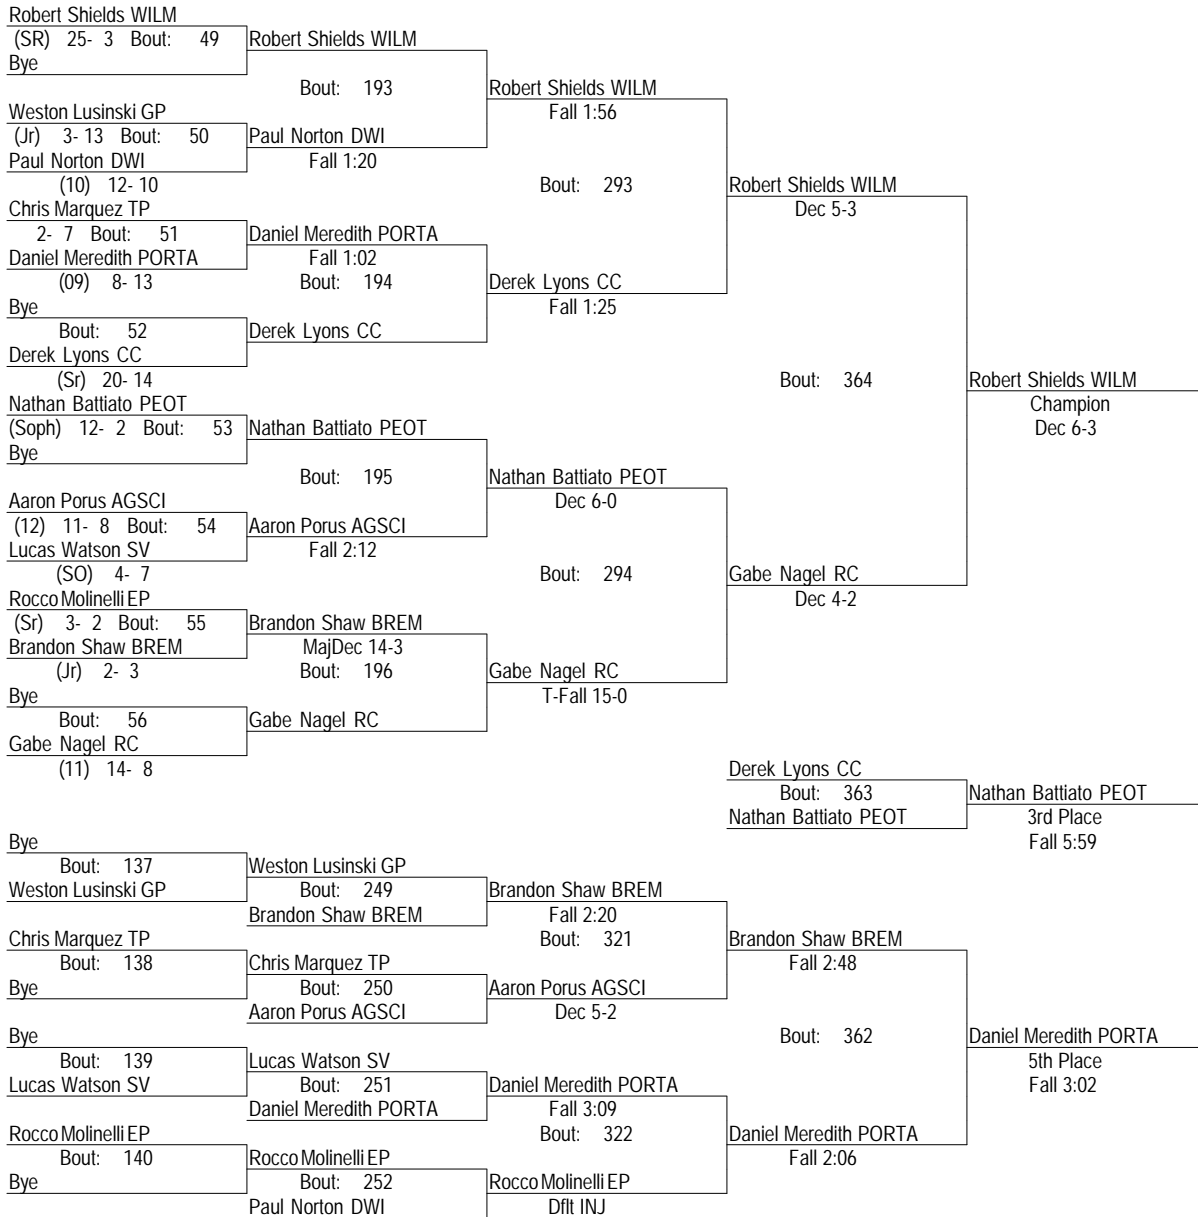 Robert Shields WILM
(SR) 25- 3 Bout: 49 Robert Shields WILM
Bye
Bout: 193 Robert Shields WILM
Weston Lusinski GP Fall 1:56
(Jr) 3- 13 Bout: 50 Paul Norton DWI
Paul Norton DWI Fall 1:20
(10) 12- 10 Bout: 293 Robert Shields WILM
Chris Marquez TP Dec 5-3
2- 7 Bout: 51 Daniel Meredith PORTA
Daniel Meredith PORTA Fall 1:02
(09) 8- 13 Bout: 194 Derek Lyons CC
Bye Fall 1:25
Bout: 52 Derek Lyons CC
Derek Lyons CC
(Sr) 20- 14 Bout: 364 Robert Shields WILM
Nathan Battiato PEOT Champion
(Soph) 12- 2 Bout: 53 Nathan Battiato PEOT Dec 6-3
Bye
Bout: 195 Nathan Battiato PEOT
Aaron Porus AGSCI Dec 6-0
(12) 11- 8 Bout: 54 Aaron Porus AGSCI
Lucas Watson SV Fall 2:12
(SO) 4- 7 Bout: 294 Gabe Nagel RC
Rocco Molinelli EP Dec 4-2
(Sr) 3- 2 Bout: 55 Brandon Shaw BREM
Brandon Shaw BREM MajDec 14-3
(Jr) 2- 3 Bout: 196 Gabe Nagel RC
Bye T-Fall 15-0
Bout: 56 Gabe Nagel RC
Gabe Nagel RC
(11) 14- 8 Derek Lyons CC
Bout: 363 Nathan Battiato PEOT
Nathan Battiato PEOT 3rd Place
Bye Fall 5:59
Bout: 137 Weston Lusinski GP
Weston Lusinski GP Bout: 249 Brandon Shaw BREM
Brandon Shaw BREM Fall 2:20
Chris Marquez TP Bout: 321 Brandon Shaw BREM
Bout: 138 Chris Marquez TP Fall 2:48
Bye Bout: 250 Aaron Porus AGSCI
Aaron Porus AGSCI Dec 5-2
Bye Bout: 362 Daniel Meredith PORTA
Bout: 139 Lucas Watson SV 5th Place
Lucas Watson SV Bout: 251 Daniel Meredith PORTA Fall 3:02
Daniel Meredith PORTA Fall 3:09
Rocco Molinelli EP Bout: 322 Daniel Meredith PORTA
Bout: 140 Rocco Molinelli EP Fall 2:06
Bye Bout: 252 Rocco Molinelli EP
Paul Norton DWI Dflt INJ